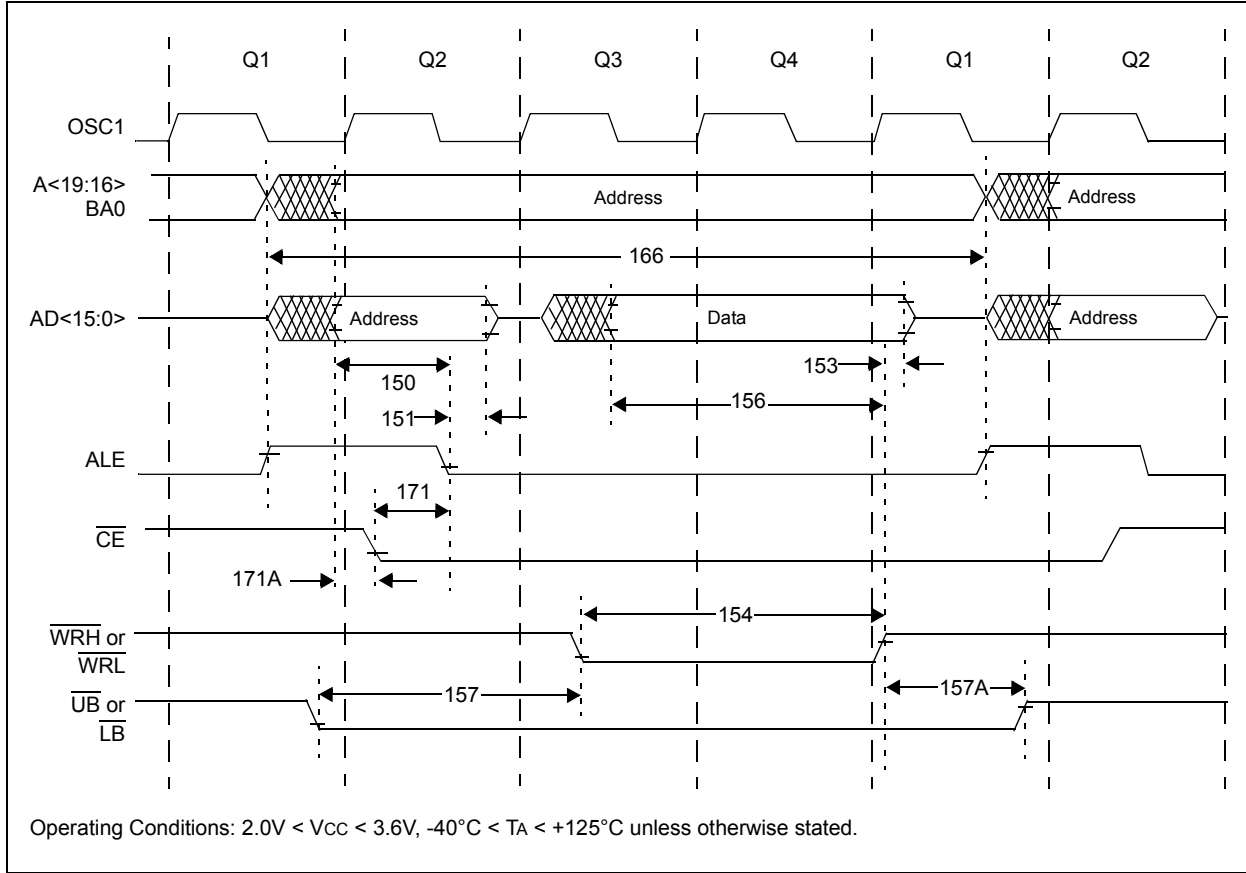 Q1 Q2 Q3 Q4 Q1 Q2
OSC1
A<19:16>
BA0
Address
Address
166
AD<15:0>
Address
Data
Address
150
153
151
156
ALE
171
CE
171A
154
WRH or
WRL
157
157A
UB or
LB
Operating Conditions: 2.0V < VCC < 3.6V, -40°C < TA < +125°C unless otherwise stated.